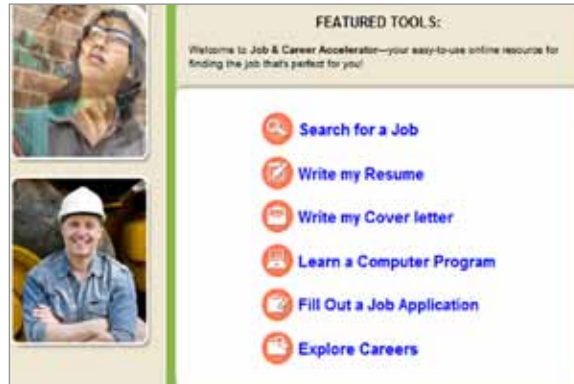 FEATURED TOOLS:
Welcome to Job & Career Accelerator—your easy-to-use online resource for
finding the job that's perfect for you!
Search for a Job
Write my Resume
Write my Cover letter
Learn a Computer Program
Fill Out a Job Application
Explore Careers